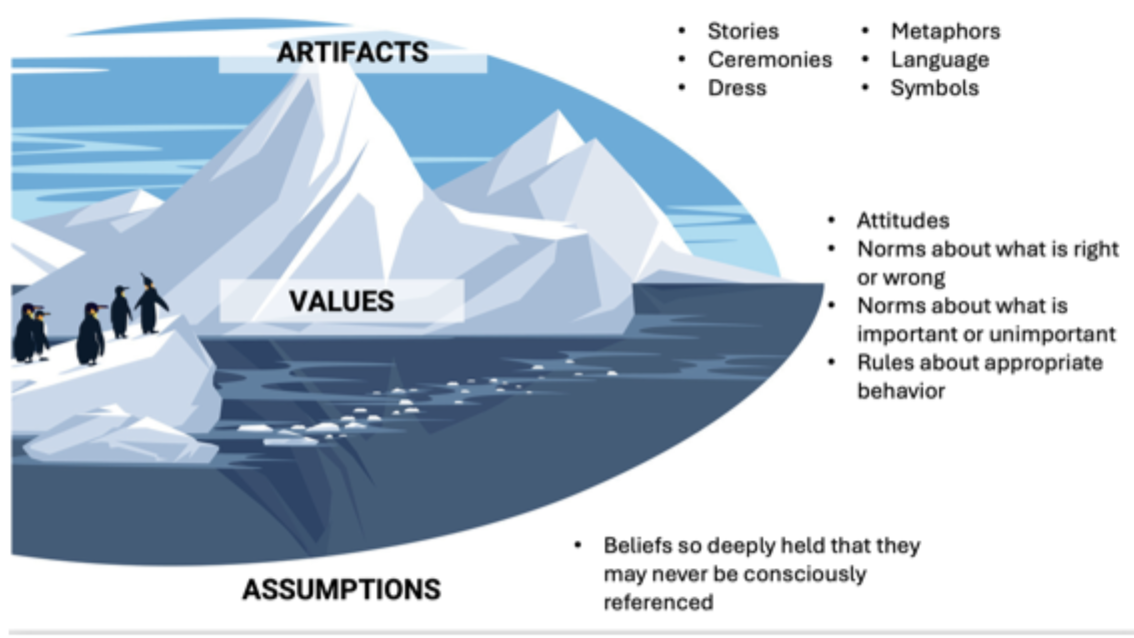 ARTIFACTS
• Stories
• Ceremonies
• Dress
• Metaphors
• Language
• Symbols
VALUES
• Attitudes
• Norms about what is right
or wrong
• Norms about what is
important or unimportant
• Rules about appropriate
behavior
ASSUMPTIONS
• Beliefs so deeply held that they
may never be consciously
referenced